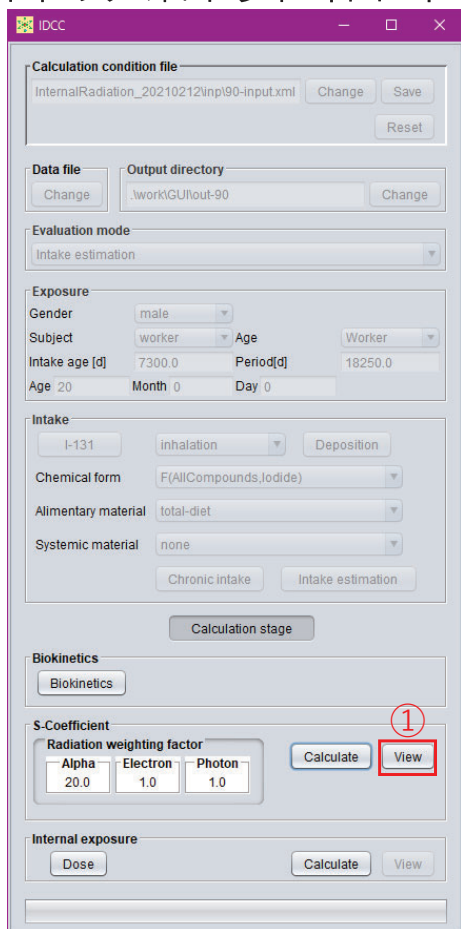 IDCC
Calculation condition file
InternalRadiation_20210212\inp\90-input.xml Change Save
Reset
Data file Output directory
Change .\work\GUI\out-90 Change
Evaluation mode
Intake estimation
Exposure
Gender male
Subject worker Age Worker
Intake age [d] 7300.0 Period[d] 18250.0
Age 20 Month 0 Day 0
Intake
I-131 inhalation Deposition
Chemical form F(AllCompounds,Iodide)
Alimentary material total-diet
Systemic material none
Chronic intake Intake estimation
Calculation stage
Biokinetics
Biokinetics
①
S-Coefficient
Radiation weighting factor
Alpha Electron Photon Calculate View
20.0 1.0 1.0
Internal exposure
Dose Calculate View